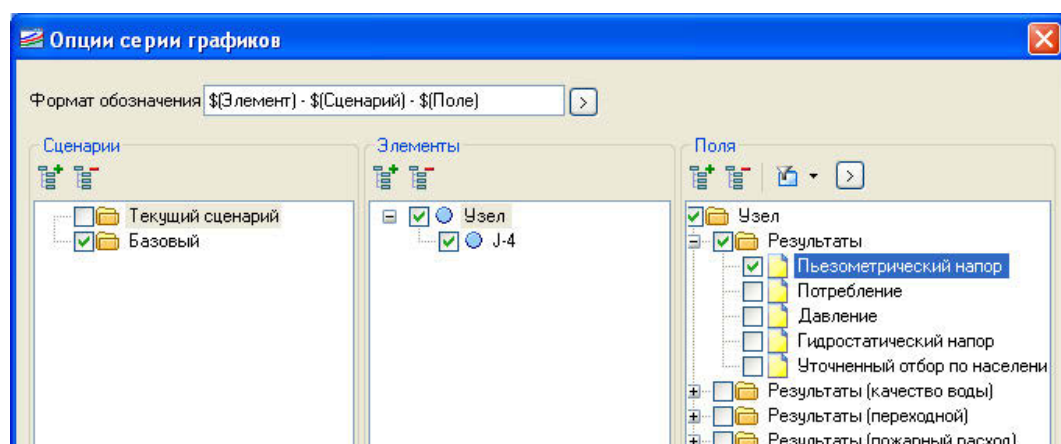 Опции серии графиков
Формат обозначения $(Элемент) - $(Сценарий) - $(Поле)
Сценарии
Текущий сценарий
Базовый
Элементы
Узел
J-4
Поля
Узел
Результаты
Пьезометрический напор
Потребление
Давление
Гидростатический напор
Уточненный отбор по населени
Результаты (качество воды)
Результаты (переходной)
Результаты (пожарный расход)